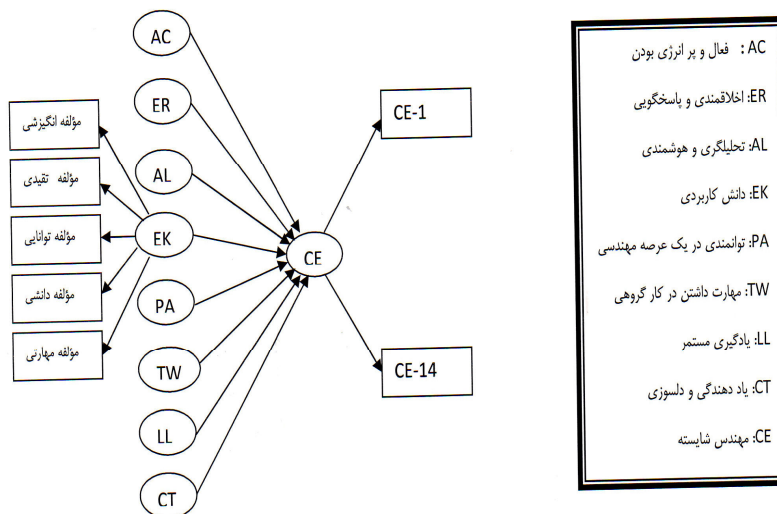 AC
ER
AL
EK
PA
TW
LL
CT
CE
CE-1
CE-14
مؤلفه انگیزشی
مؤلفه تقیدی
مؤلفه توانایی
مؤلفه دانشی
مؤلفه مهارتی
AC : فعال و پر انرژی بودن
ER: اخلاقمندی و پاسخگویی
AL: تحلیلگری و هوشمندی
EK: دانش کاربردی
PA: توانمندی در یک عرصه مهندسی
TW: مهارت داشتن در کار گروهی
LL: یادگیری مستمر
CT: یاد دهندگی و دلسوزی
CE: مهندس شایسته